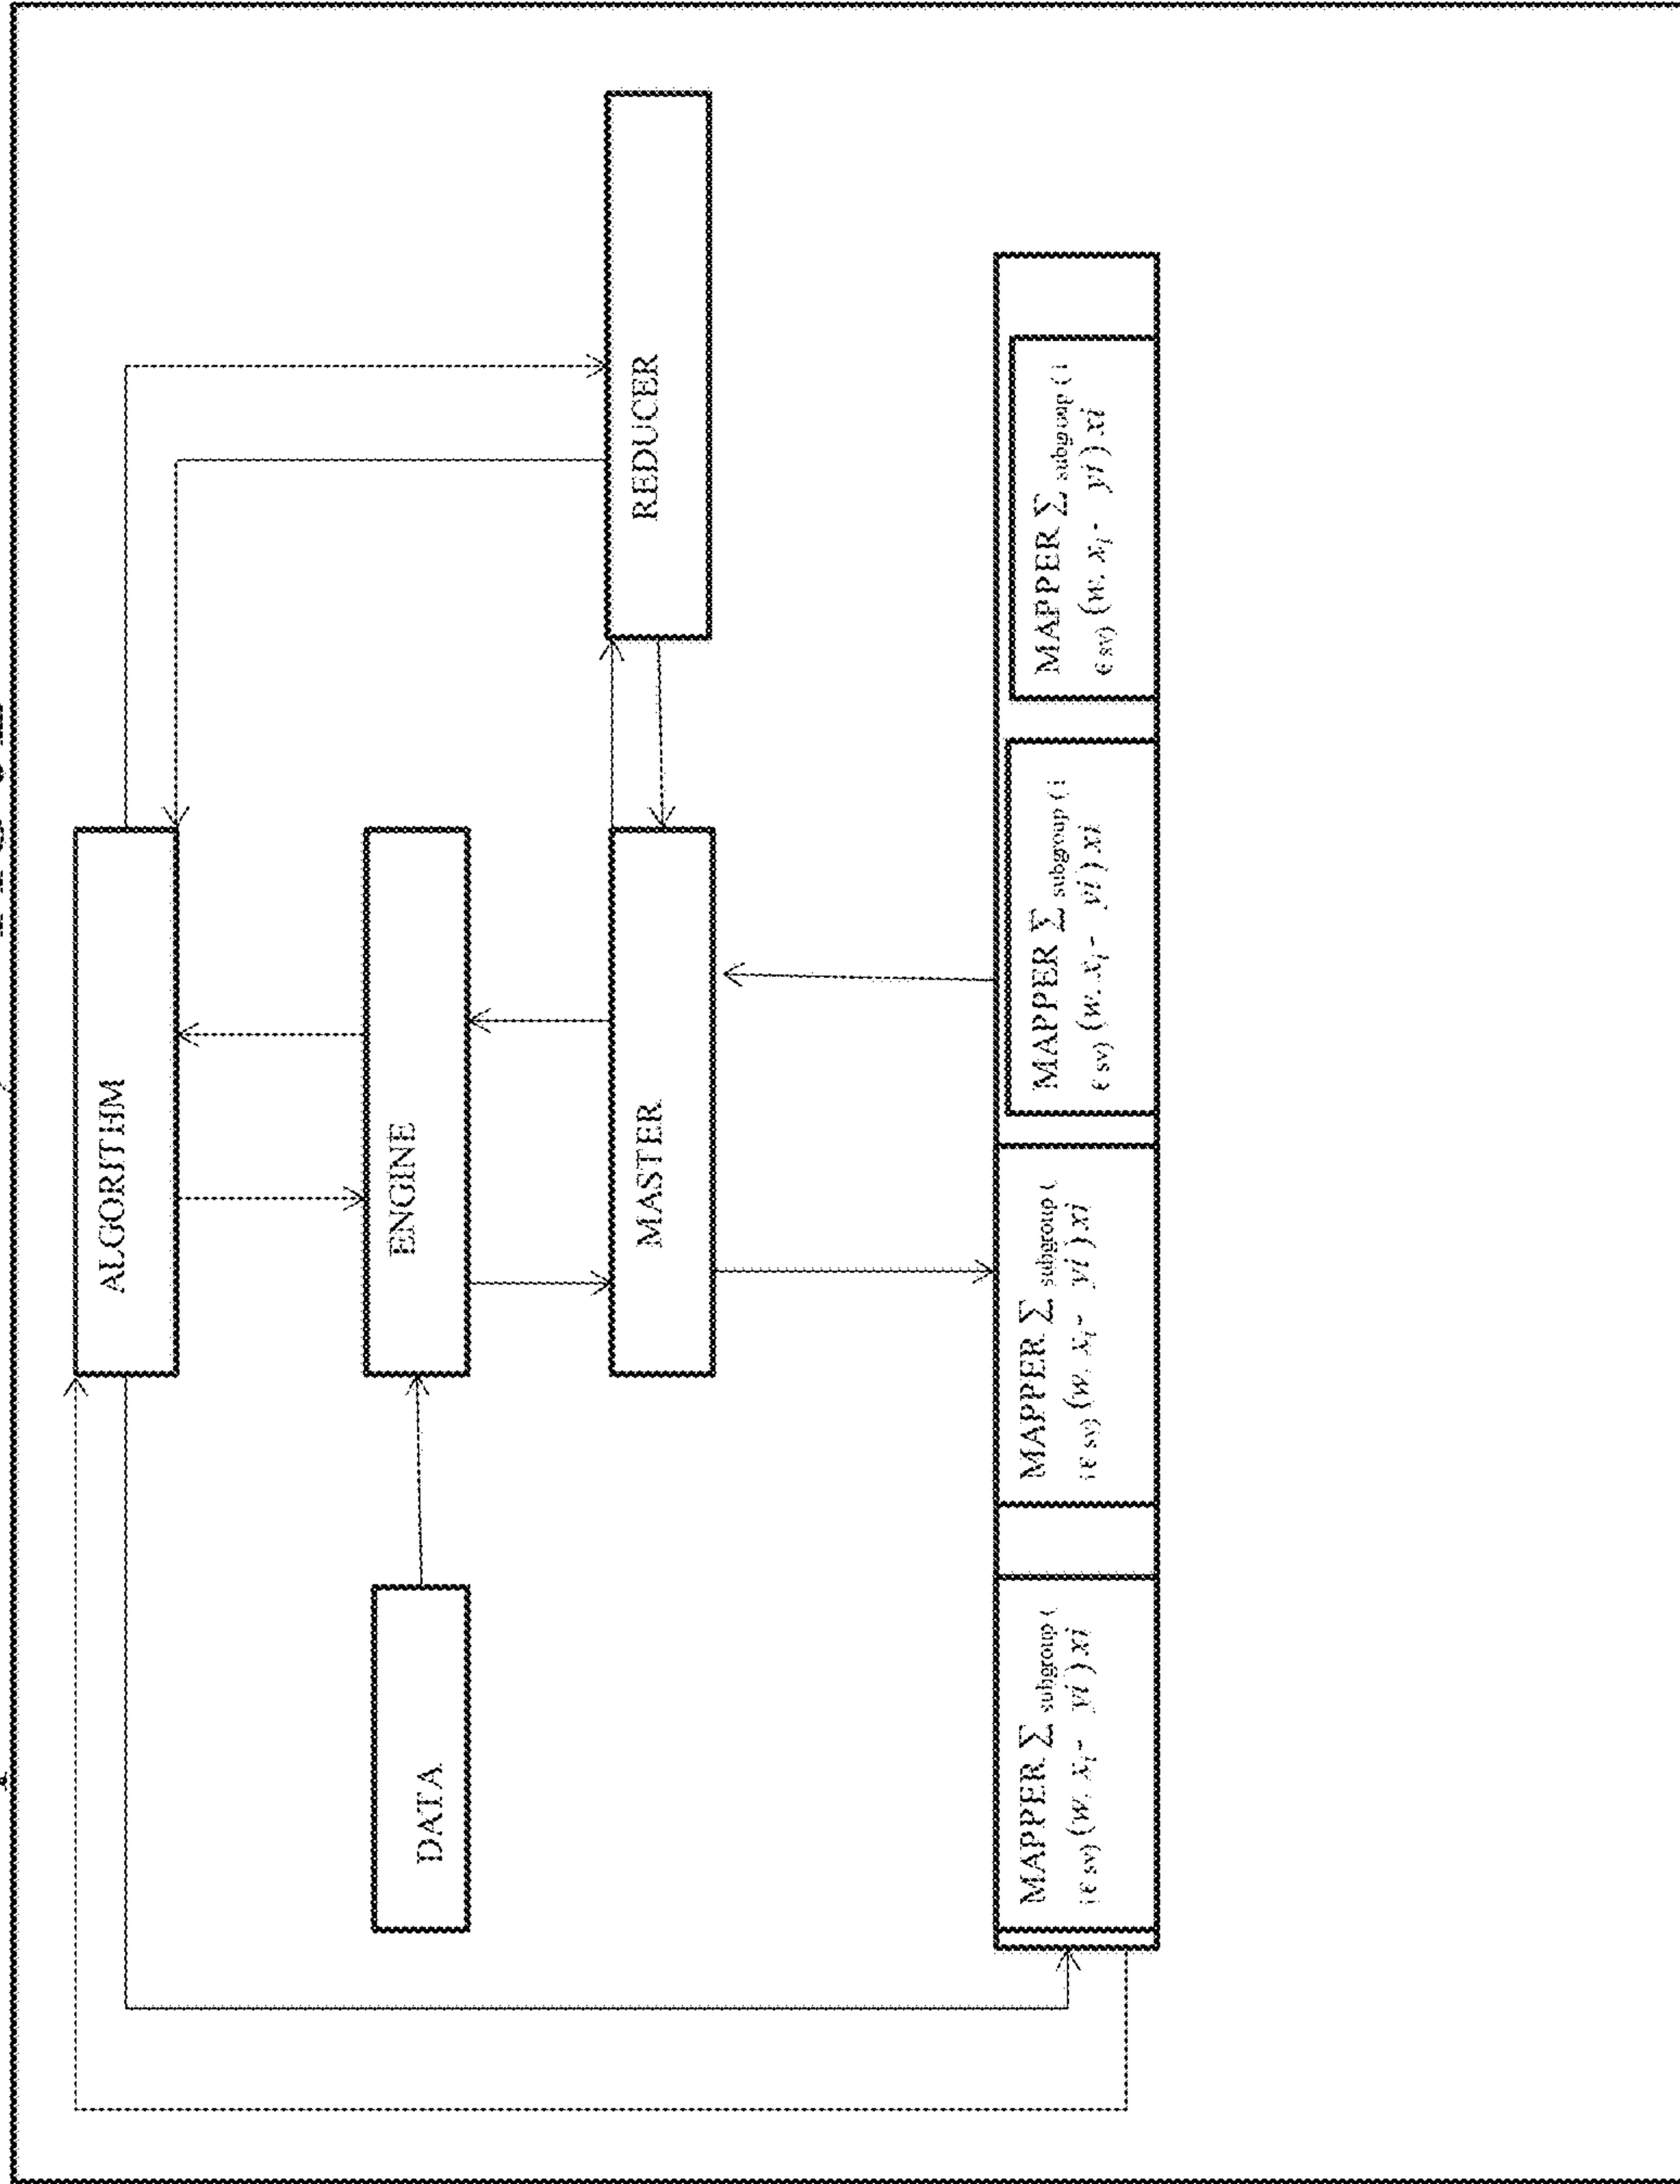 ALGORITHM
DATA
ENGINE
MASTER
REDUCER
MAPPER ∑ subgroup (
i € sv) (w. xi - yi ) xi
MAPPER ∑ subgroup (
i € sv) (w. xi - yi ) xi
MAPPER ∑ subgroup ( i
€ sv) (w. xi - yi ) xi
MAPPER ∑ subgroup ( i
€ sv) (w. xi - yi ) xi